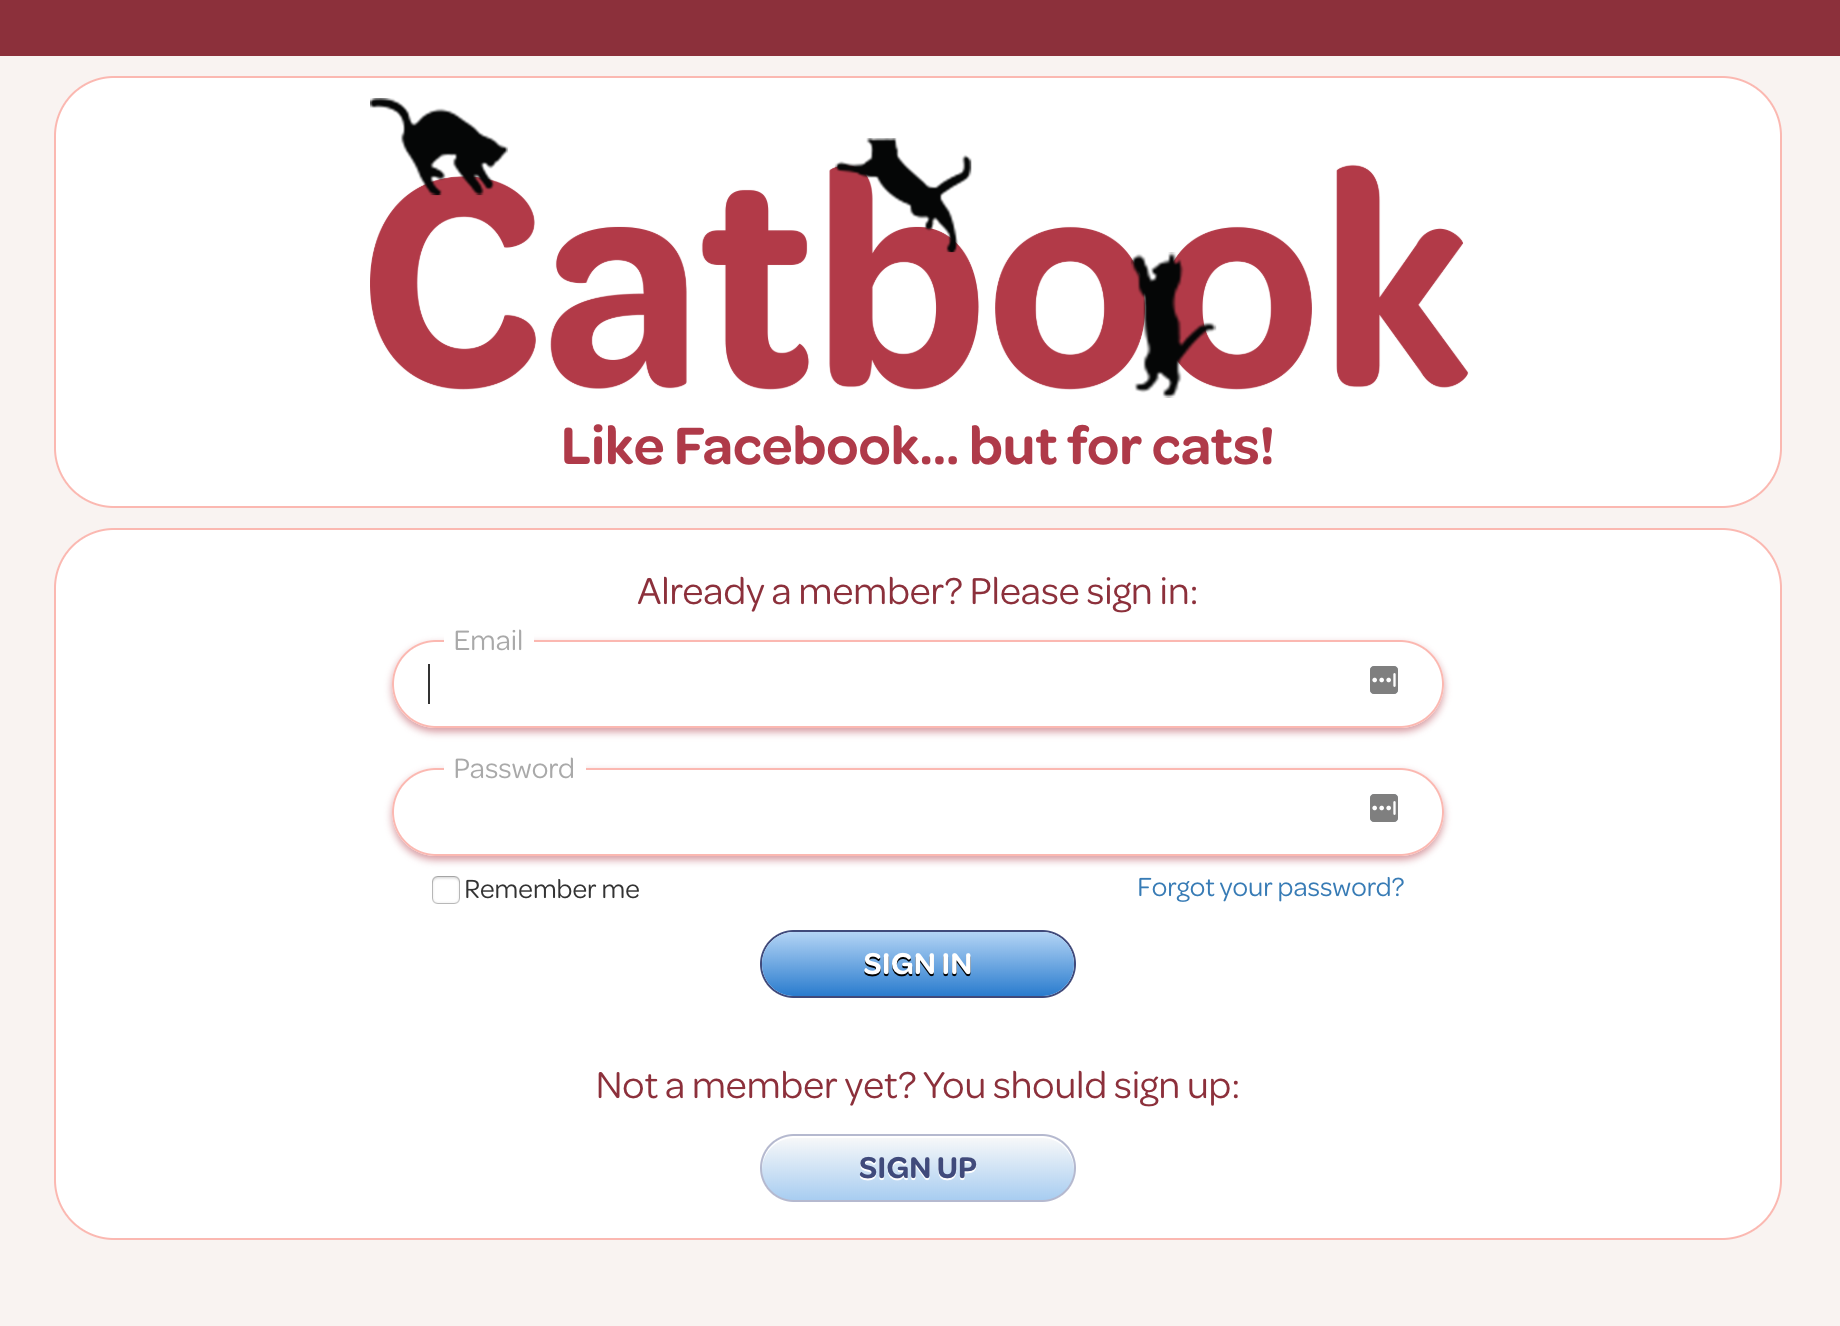 Catbook
Like Facebook... but for cats!
Already a member? Please sign in:
Email
Password
Remember me
Forgot your password?
SIGN IN
Not a member yet? You should sign up:
SIGN UP